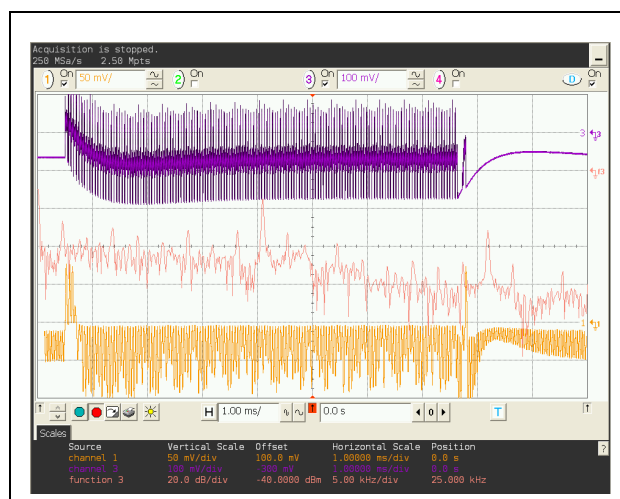 Acquisition is stopped.
250 MSa/s 2.50 Mpts
1 On 50 mV/ 2 On 3 On 100 mV/ 4 On D On
3 3
f3
1 1
H 1.00 ms/ T 0.0 s 0 T
Scales
Source Vertical Scale Offset Horizontal Scale Position
channel 1 50 mV/div 100.0 mV 1.00000 ms/div 0.0 s
channel 3 100 mV/div -300 mV 1.00000 ms/div 0.0 s
function 3 20.0 dB/div -40.0000 dBm 5.00 kHz/div 25.000 kHz
?